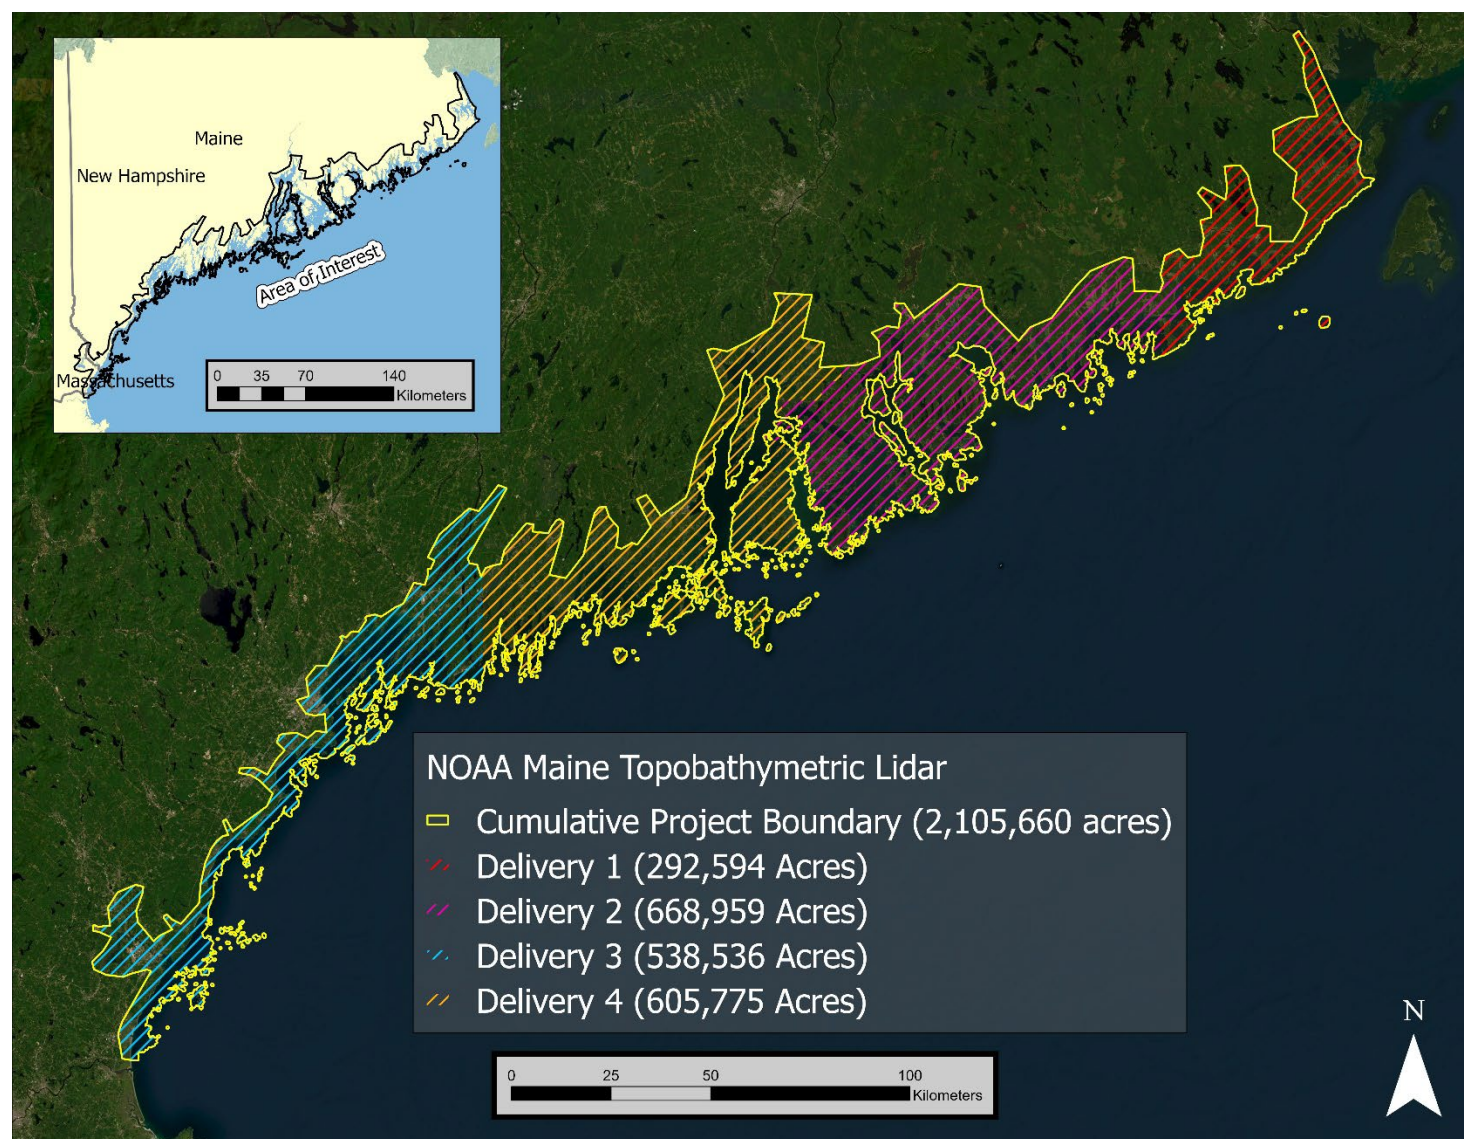 Maine
New Hampshire
Area of Interest
Massachusetts
0 35 70 140
Kilometers
NOAA Maine Topobathymetric Lidar
Cumulative Project Boundary (2,105,660 acres)
Delivery 1 (292,594 Acres)
Delivery 2 (668,959 Acres)
Delivery 3 (538,536 Acres)
Delivery 4 (605,775 Acres)
N
0 25 50 100
Kilometers